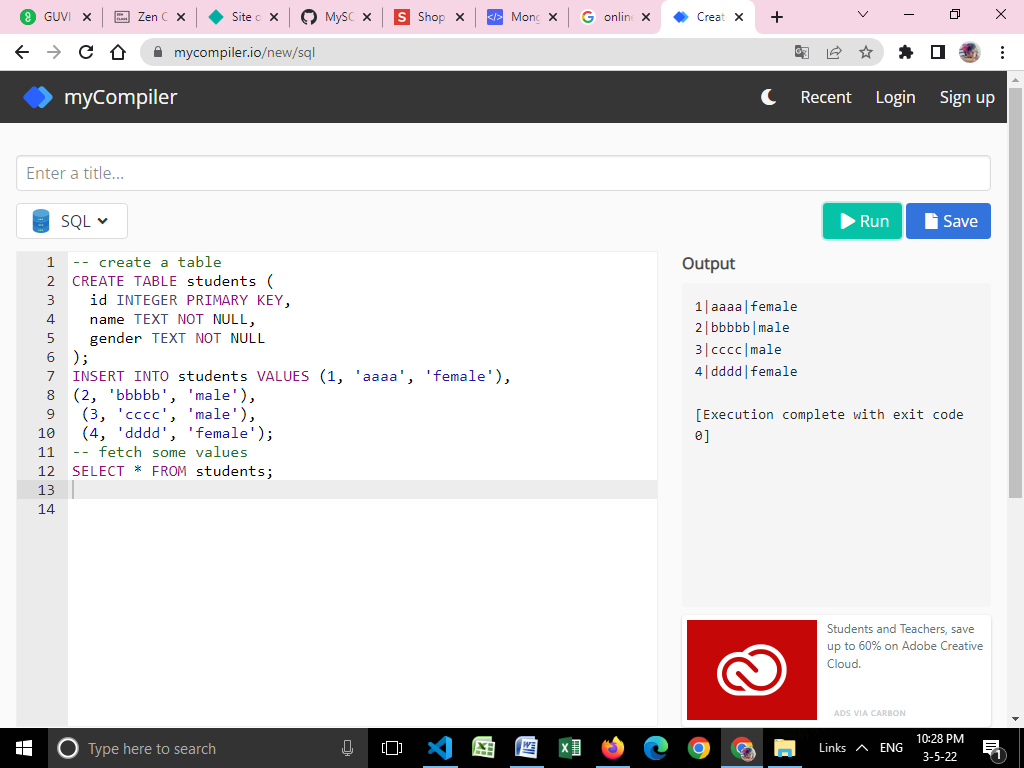 GUVI
Zen C
Site c
MySC
Shop
Mong
online
Creat
mycompiler.io/new/sql
myCompiler
Recent
Login
Sign up
Enter a title...
SQL
Run
Save
1 -- create a table
2 CREATE TABLE students (
3 id INTEGER PRIMARY KEY,
4 name TEXT NOT NULL,
5 gender TEXT NOT NULL
6 );
7 INSERT INTO students VALUES (1, 'aaaa', 'female'),
8 (2, 'bbbbb', 'male'),
9 (3, 'cccc', 'male'),
10 (4, 'dddd', 'female');
11 -- fetch some values
12 SELECT * FROM students;
13
14
Output
1|aaaa|female
2|bbbbb|male
3|cccc|male
4|dddd|female
[Execution complete with exit code
0]
Students and Teachers, save
up to 60% on Adobe Creative
Cloud.
ADS VIA CARBON
Type here to search
Links
ENG
10:28 PM
3-5-22
1